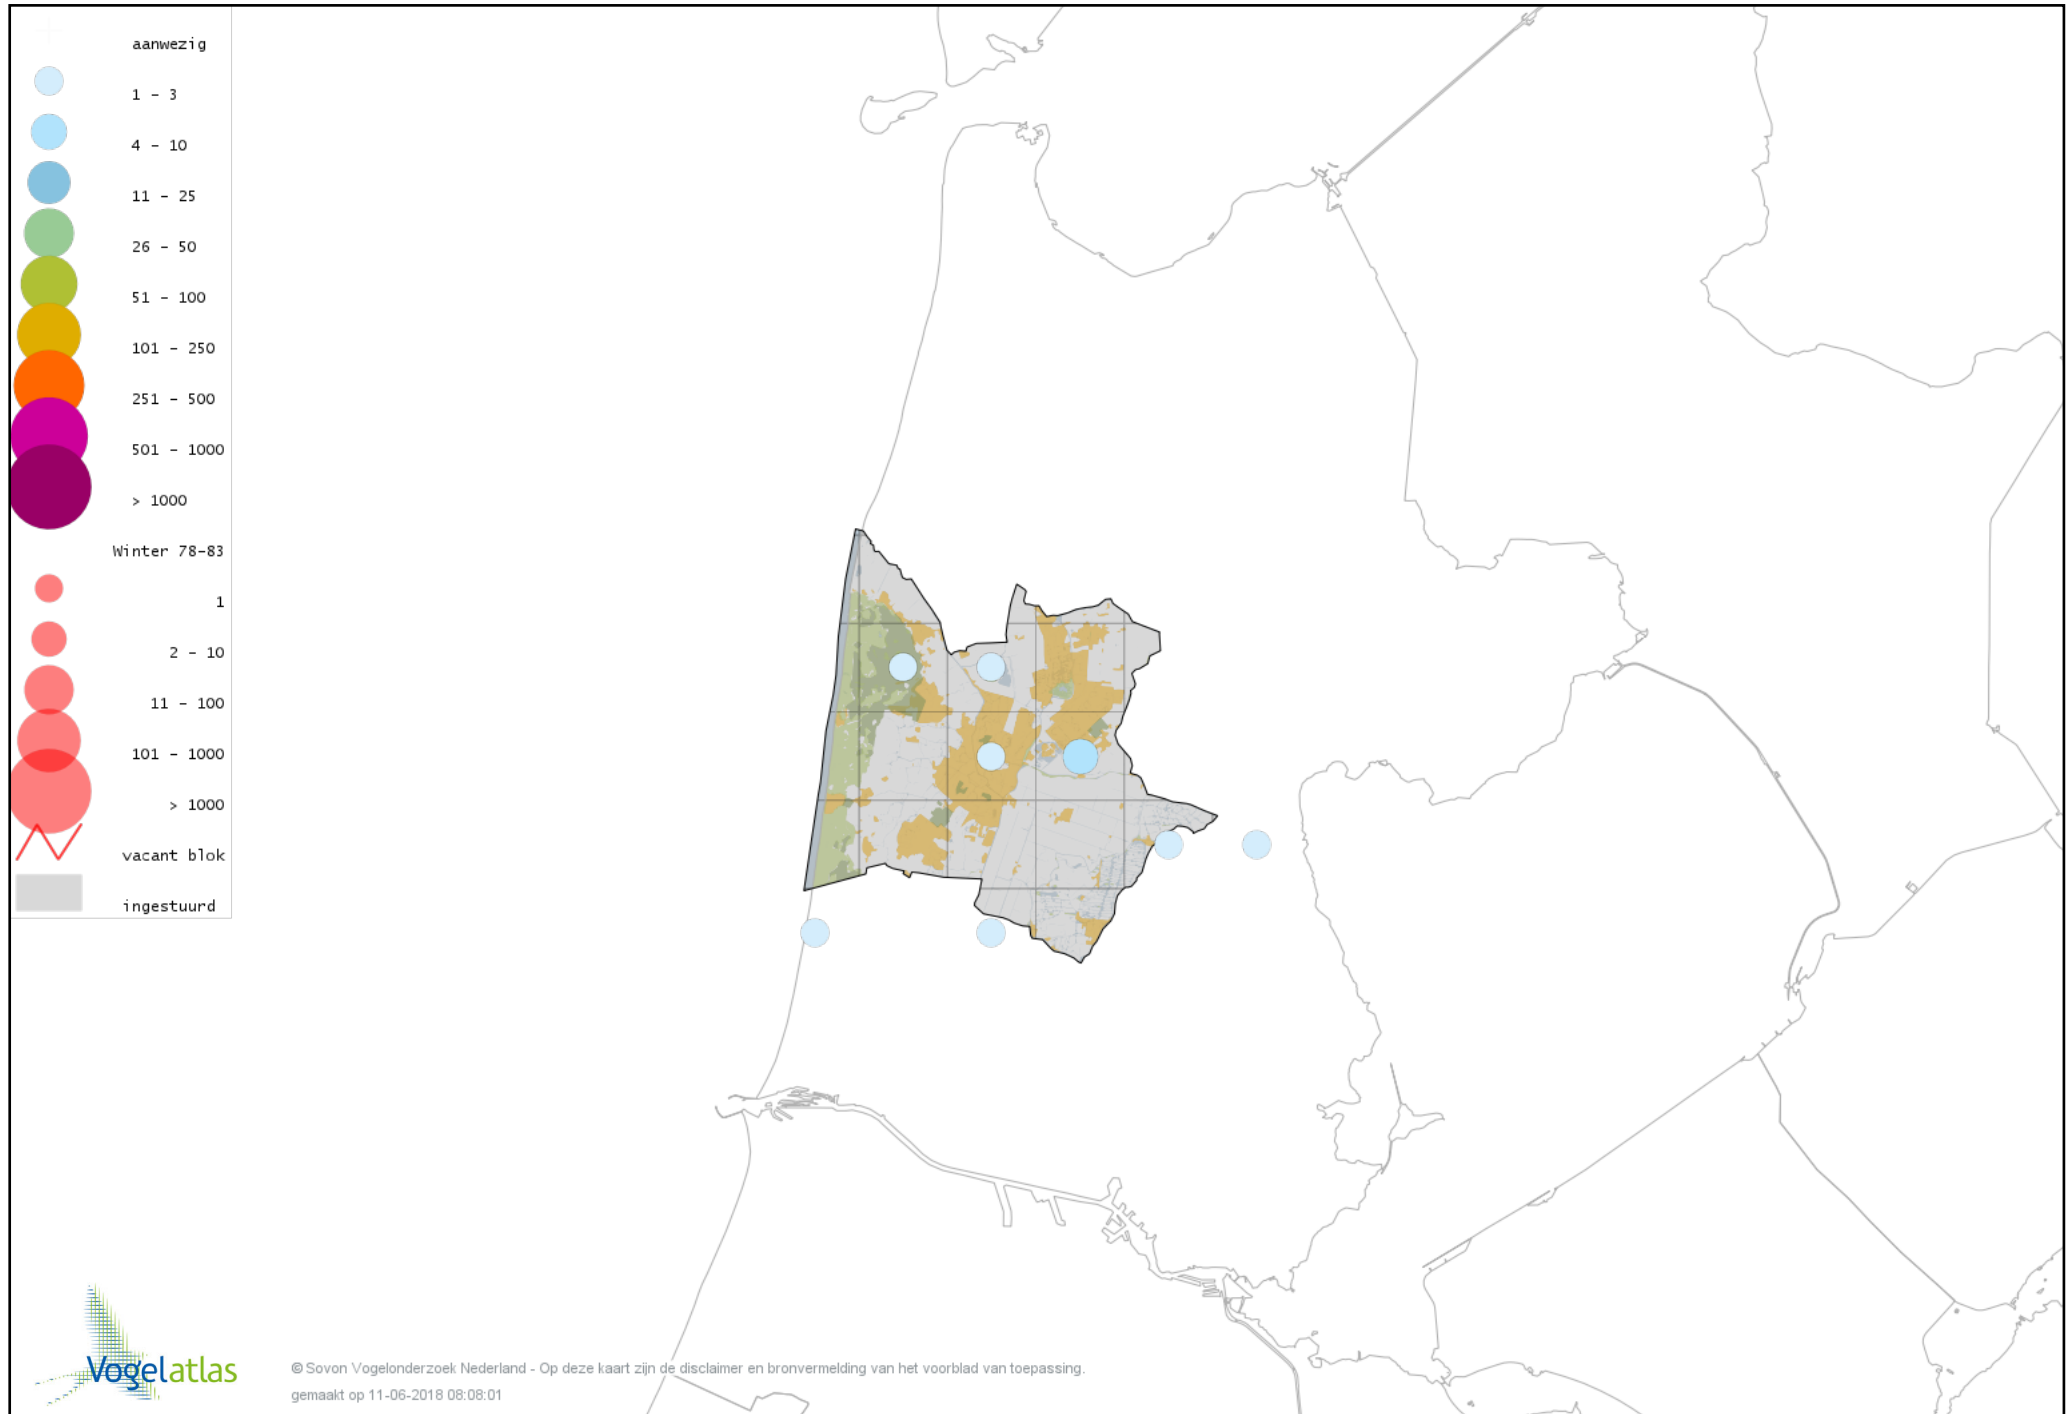 aanwezig
1 - 3
4 - 10
11 - 25
26 - 50
51 - 100
101 - 250
251 - 500
501 - 1000
> 1000
Winter 78-83
1
2 - 10
11 - 100
101 - 1000
> 1000
vacant blok
ingestuurd
Vogelatlas
© Sovon Vogelonderzoek Nederland - Op deze kaart zijn de disclaimer en bronvermelding van het voorblad van toepassing.
gemaakt op 11-06-2018 08:08:01